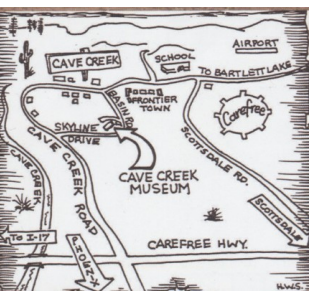 AIRPORT
SCHOOL
CAVE CREEK
TO BARTLETT LAKE
BASIN RD.
FRONTIER
TOWN
Carefree
SKYLINE
DRIVE
SCOTTSDALE RD.
CAVE CREEK
MUSEUM
CAVE CREEK
CAVE CREEK ROAD
SCOTTSDALE
TO I-17
PHOENIX
CAREFREE HWY.
H.W.S.